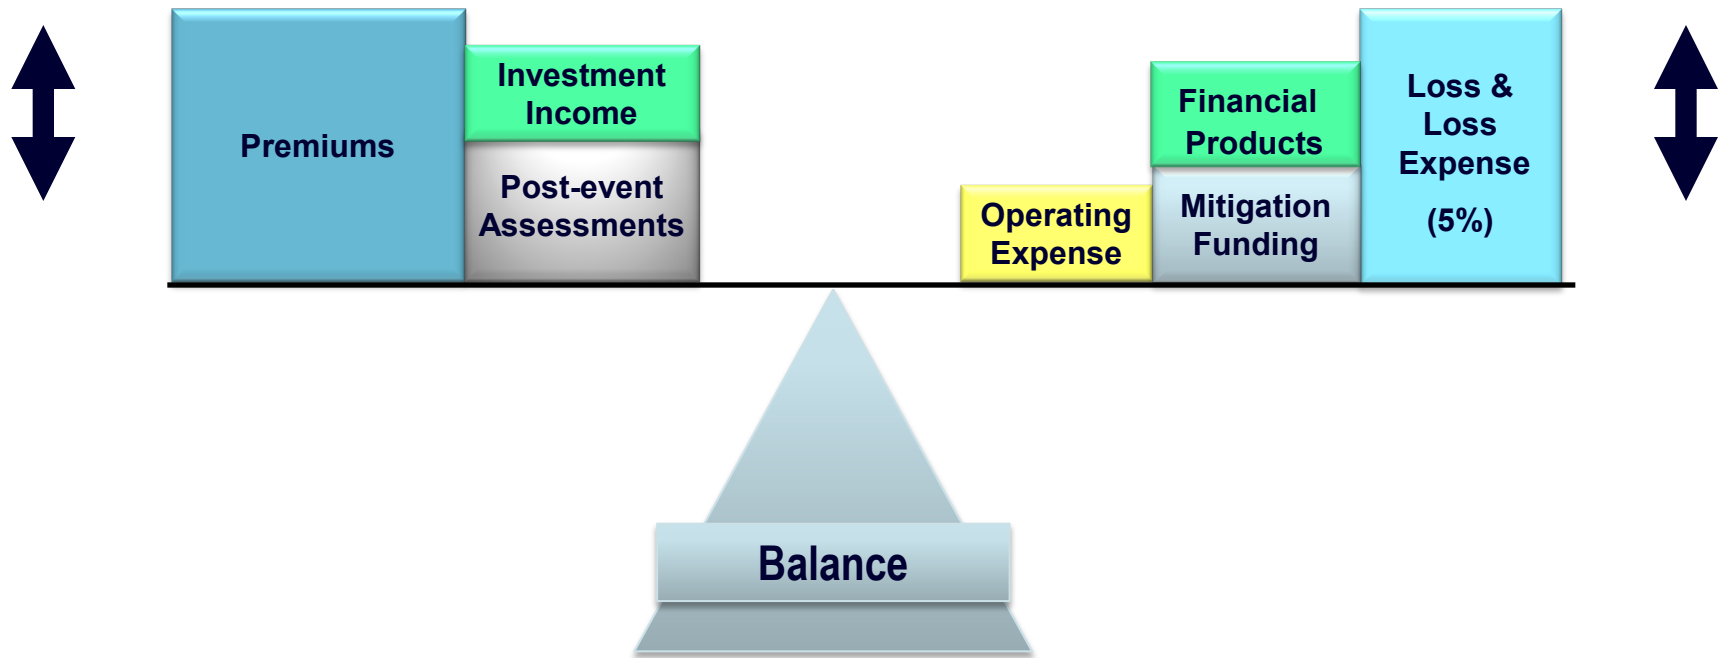 Premiums
Investment
Income
Post-event
Assessments
Operating
Expense
Financial
Products
Mitigation
Funding
Loss &
Loss
Expense
(5%)
Balance